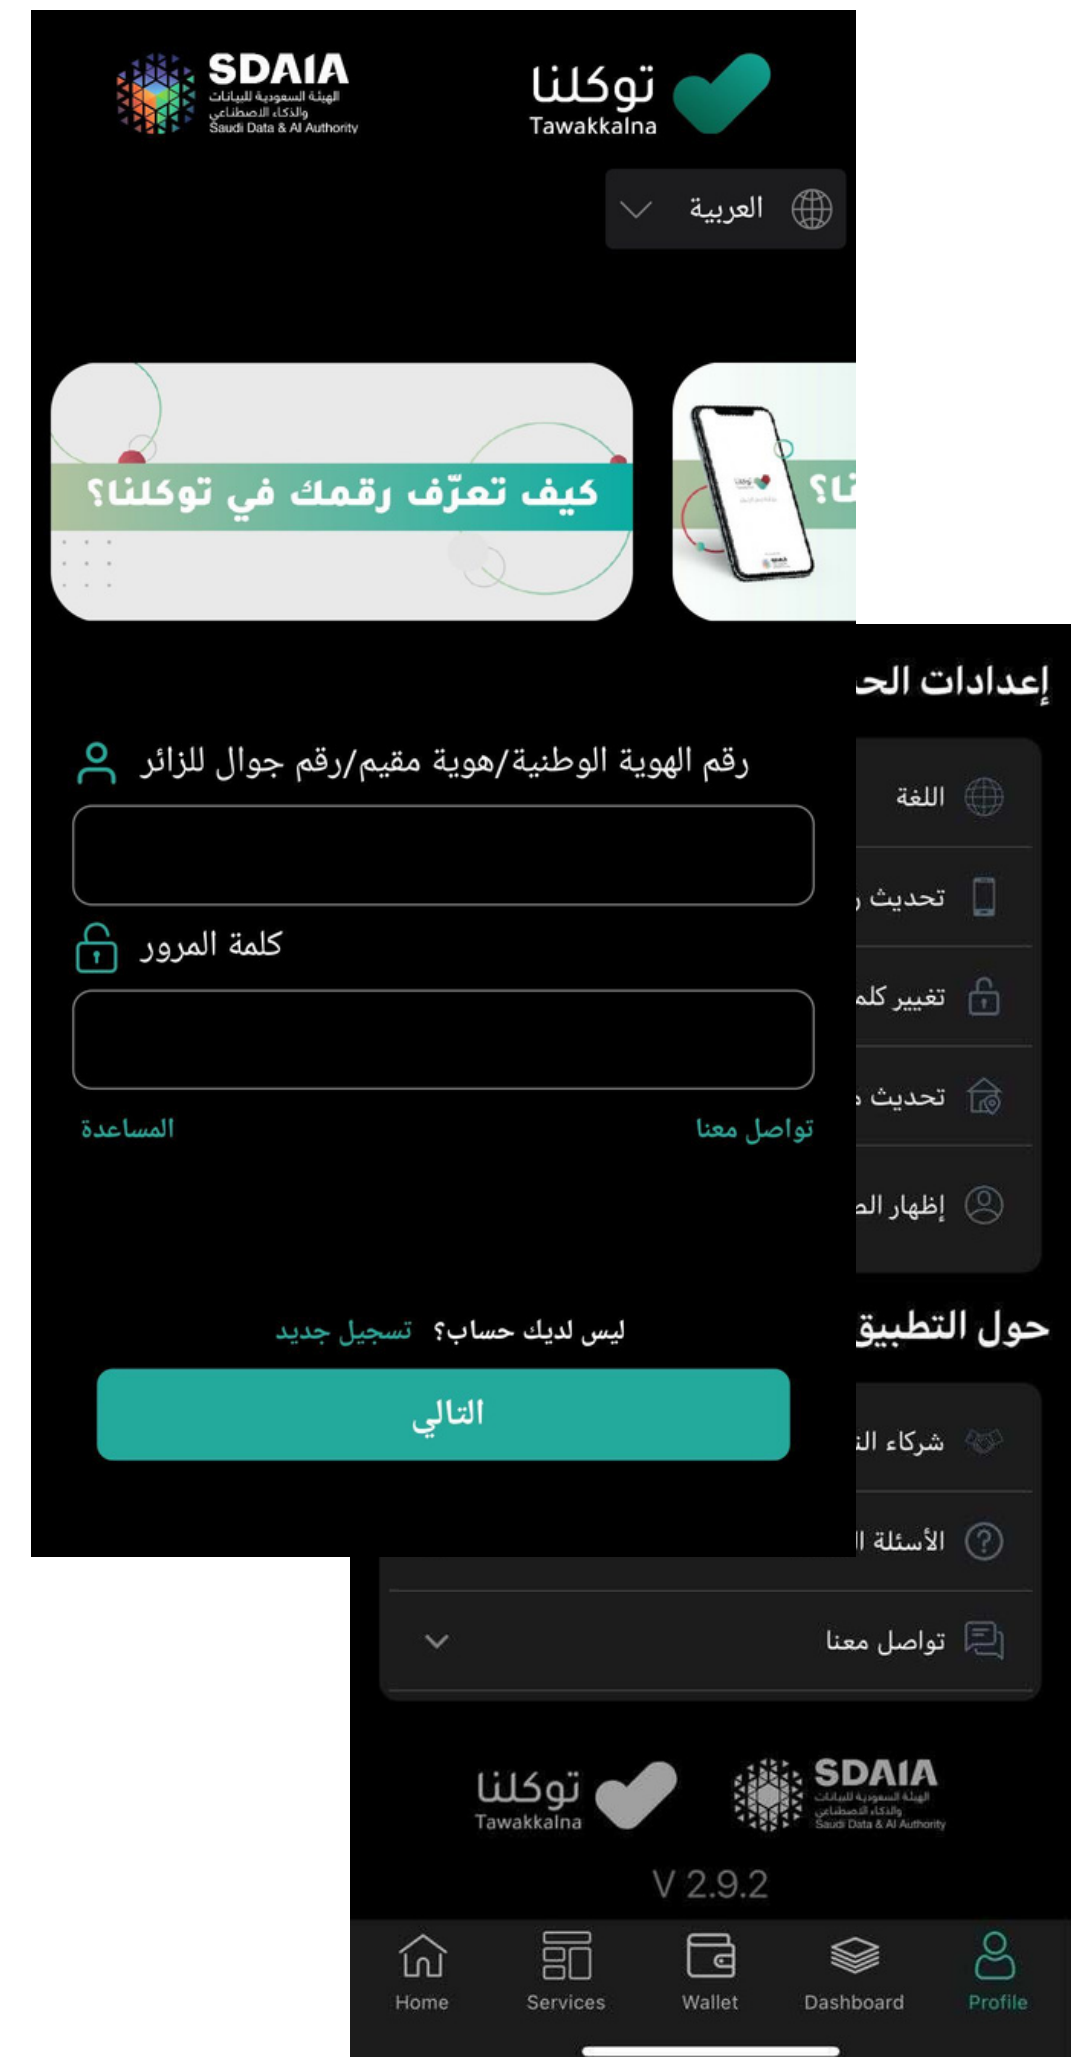 SDAIA
الهيئة السعودية للبيانات
والذكاء الاصطناعي
Saudi Data & AI Authority
توكلنا
Tawakkalna
العربية
كيف تعرّف رقمك في توكلنا؟
نا؟
رقم الهوية الوطنية/هوية مقيم/رقم جوال للزائر
كلمة المرور
تواصل معنا
المساعدة
ليس لديك حساب؟ تسجيل جديد
التالي
إعدادات
اللغة
تحديث
تغيير
تحديث
إظهار
حول التطبيق
شركاء
الأسئلة
تواصل معنا
توكلنا
Tawakkalna
SDAIA
الهيئة السعودية للبيانات
والذكاء الاصطناعي
Saudi Data & AI Authority
V 2.9.2
Home
Services
Wallet
Dashboard
Profile